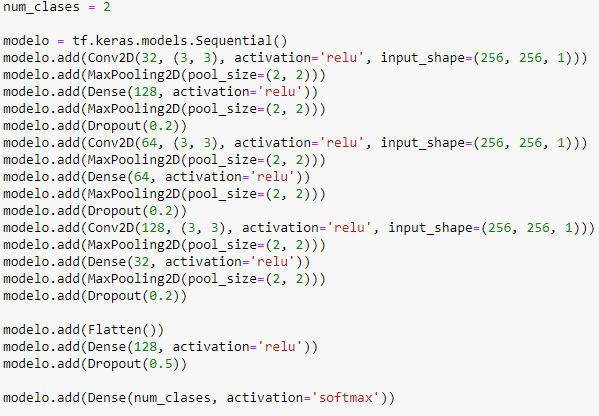 num_clases = 2
modelo = tf.keras.models.Sequential()
modelo.add(Conv2D(32, (3, 3), activation='relu', input_shape=(256, 256, 1)))
modelo.add(MaxPooling2D(pool_size=(2, 2)))
modelo.add(Dense(128, activation='relu'))
modelo.add(MaxPooling2D(pool_size=(2, 2)))
modelo.add(Dropout(0.2))
modelo.add(Conv2D(64, (3, 3), activation='relu', input_shape=(256, 256, 1)))
modelo.add(MaxPooling2D(pool_size=(2, 2)))
modelo.add(Dense(64, activation='relu'))
modelo.add(MaxPooling2D(pool_size=(2, 2)))
modelo.add(Dropout(0.2))
modelo.add(Conv2D(128, (3, 3), activation='relu', input_shape=(256, 256, 1)))
modelo.add(MaxPooling2D(pool_size=(2, 2)))
modelo.add(Dense(32, activation='relu'))
modelo.add(MaxPooling2D(pool_size=(2, 2)))
modelo.add(Dropout(0.2))
modelo.add(Flatten())
modelo.add(Dense(128, activation='relu'))
modelo.add(Dropout(0.5))
modelo.add(Dense(num_clases, activation='softmax'))